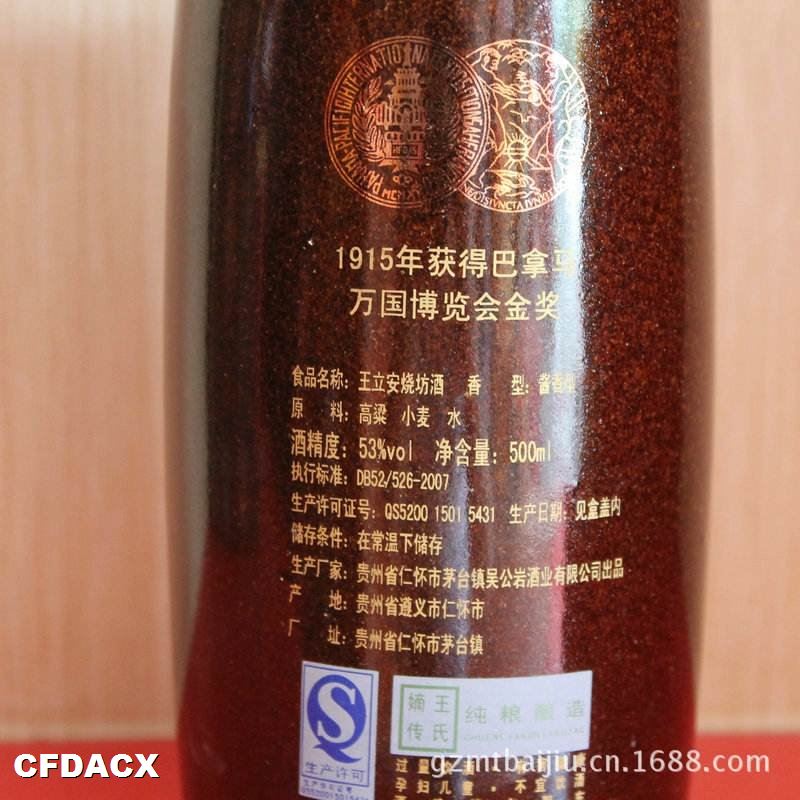 PANAMA-PACIFIC INTERNATIONAL EXPOSITION
1915年获得巴拿马
万国博览会金奖
食品名称：王立安烧坊酒 香 型：酱香型
原 料：高粱 小麦 水
酒精度：53%vol 净含量：500ml
执行标准：DB52/526-2007
生产许可证号：QS5200 1501 5431 生产日期：见盒盖内
储存条件：在常温下储存
生产厂家：贵州省仁怀市茅台镇吴公岩酒业有限公司出品
产 地：贵州省遵义市仁怀市
厂 址：贵州省仁怀市茅台镇
生产许可
嫡王
传氏
纯粮酿造
CFDACX
gzmtbaijiu.cn.1688.com